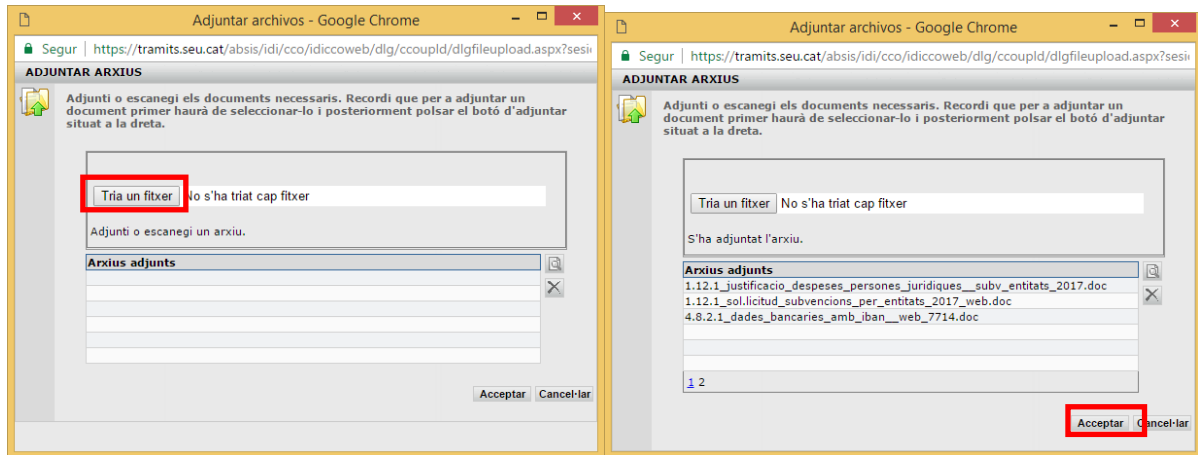 Adjuntar archivos - Google Chrome
Segur | https://tramits.seu.cat/absis/idi/cco/idiccoweb/dlg/ccoupld/dlgfileupload.aspx?sesi
ADJUNTAR ARXIUS
Adjunti o escanegi els documents necessaris. Recordi que per a adjuntar un
document primer haurà de seleccionar-lo i posteriorment polsar el botó d'adjuntar
situat a la dreta.
Tria un fitxer No s'ha triat cap fitxer
Adjunti o escanegi un arxiu.
Arxius adjunts
Acceptar Cancel·lar
Adjuntar archivos - Google Chrome
Segur | https://tramits.seu.cat/absis/idi/cco/idiccoweb/dlg/ccoupld/dlgfileupload.aspx?sesi
ADJUNTAR ARXIUS
Adjunti o escanegi els documents necessaris. Recordi que per a adjuntar un
document primer haurà de seleccionar-lo i posteriorment polsar el botó d'adjuntar
situat a la dreta.
Tria un fitxer No s'ha triat cap fitxer
S'ha adjuntat l'arxiu.
Arxius adjunts
1.12.1_justificacio_despeses_persones_juridiques__subv_entitats_2017.doc
1.12.1_sol.licitud_subvencions_per_entitats_2017_web.doc
4.8.2.1_dades_bancaries_amb_iban__web_7714.doc
1 2
Acceptar Cancel·lar